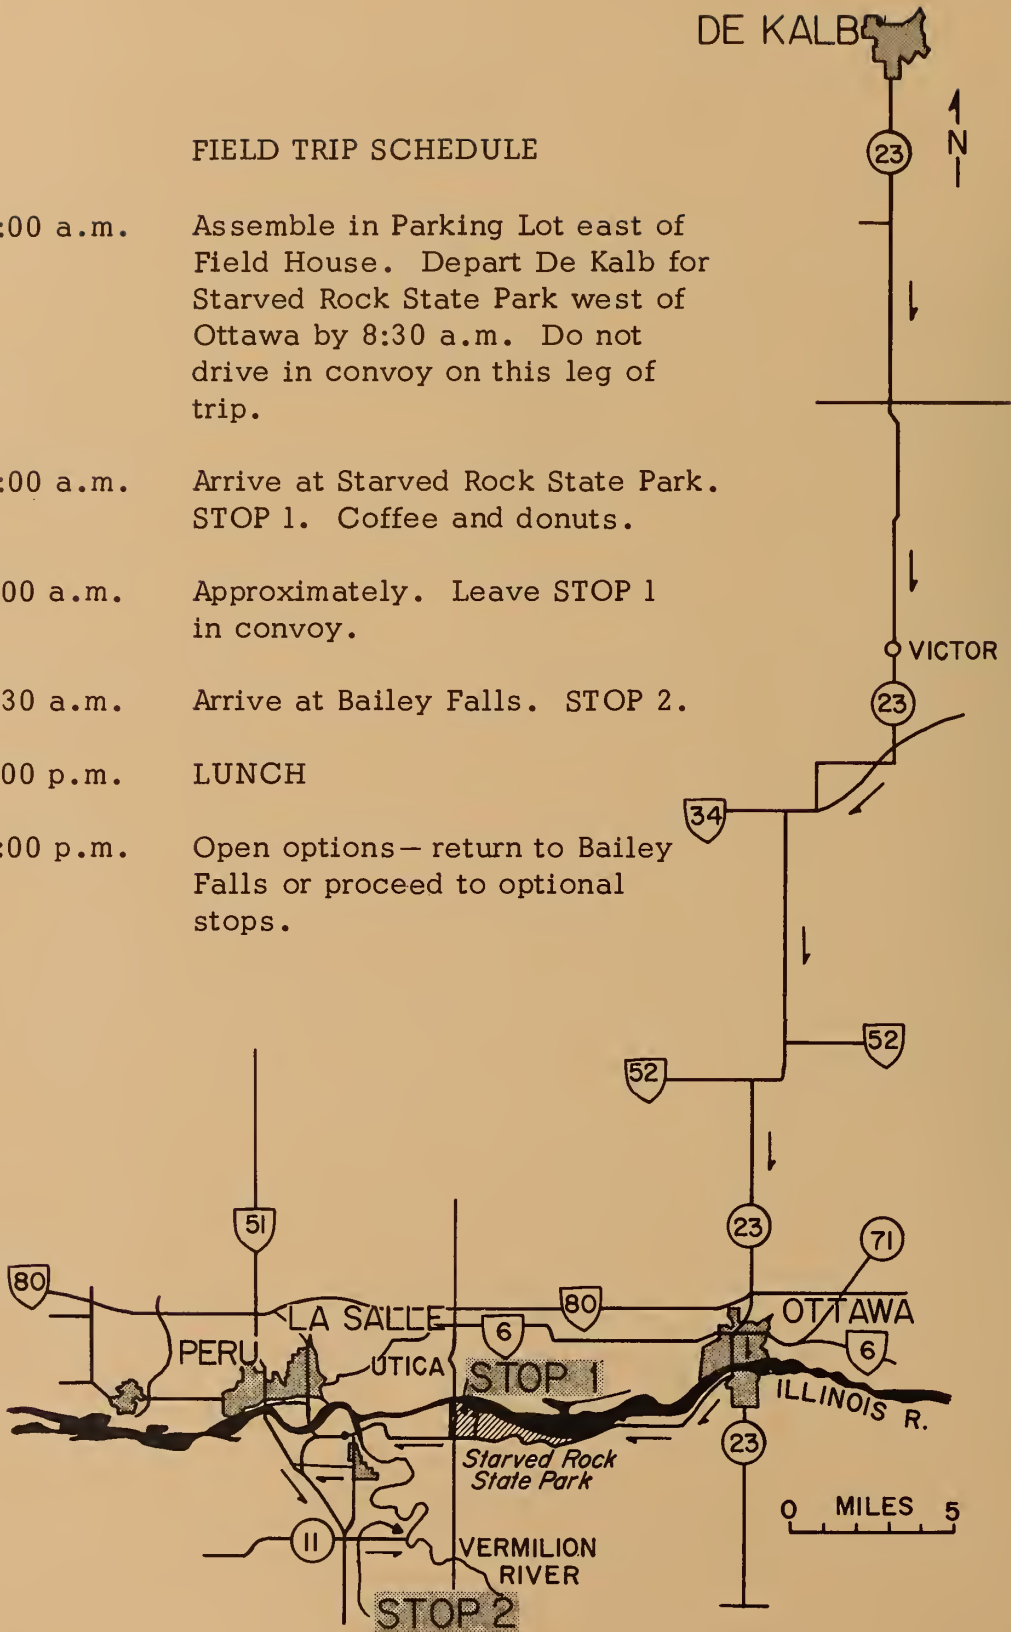 DE KALB
N
23
FIELD TRIP SCHEDULE
:00 a.m. Assemble in Parking Lot east of
Field House. Depart De Kalb for
Starved Rock State Park west of
Ottawa by 8:30 a.m. Do not
drive in convoy on this leg of
trip.
:00 a.m. Arrive at Starved Rock State Park.
STOP 1. Coffee and donuts.
00 a.m. Approximately. Leave STOP 1
in convoy.
VICTOR
30 a.m. Arrive at Bailey Falls. STOP 2.
23
00 p.m. LUNCH
34
:00 p.m. Open options — return to Bailey
Falls or proceed to optional
stops.
52
52
51
23
71
80
80
LA SALLE
OTTAWA
6
PERU
UTICA
6
STOP 1
ILLINOIS R.
23
Starved Rock
State Park
0 MILES 5
11
VERMILION
RIVER
STOP 2